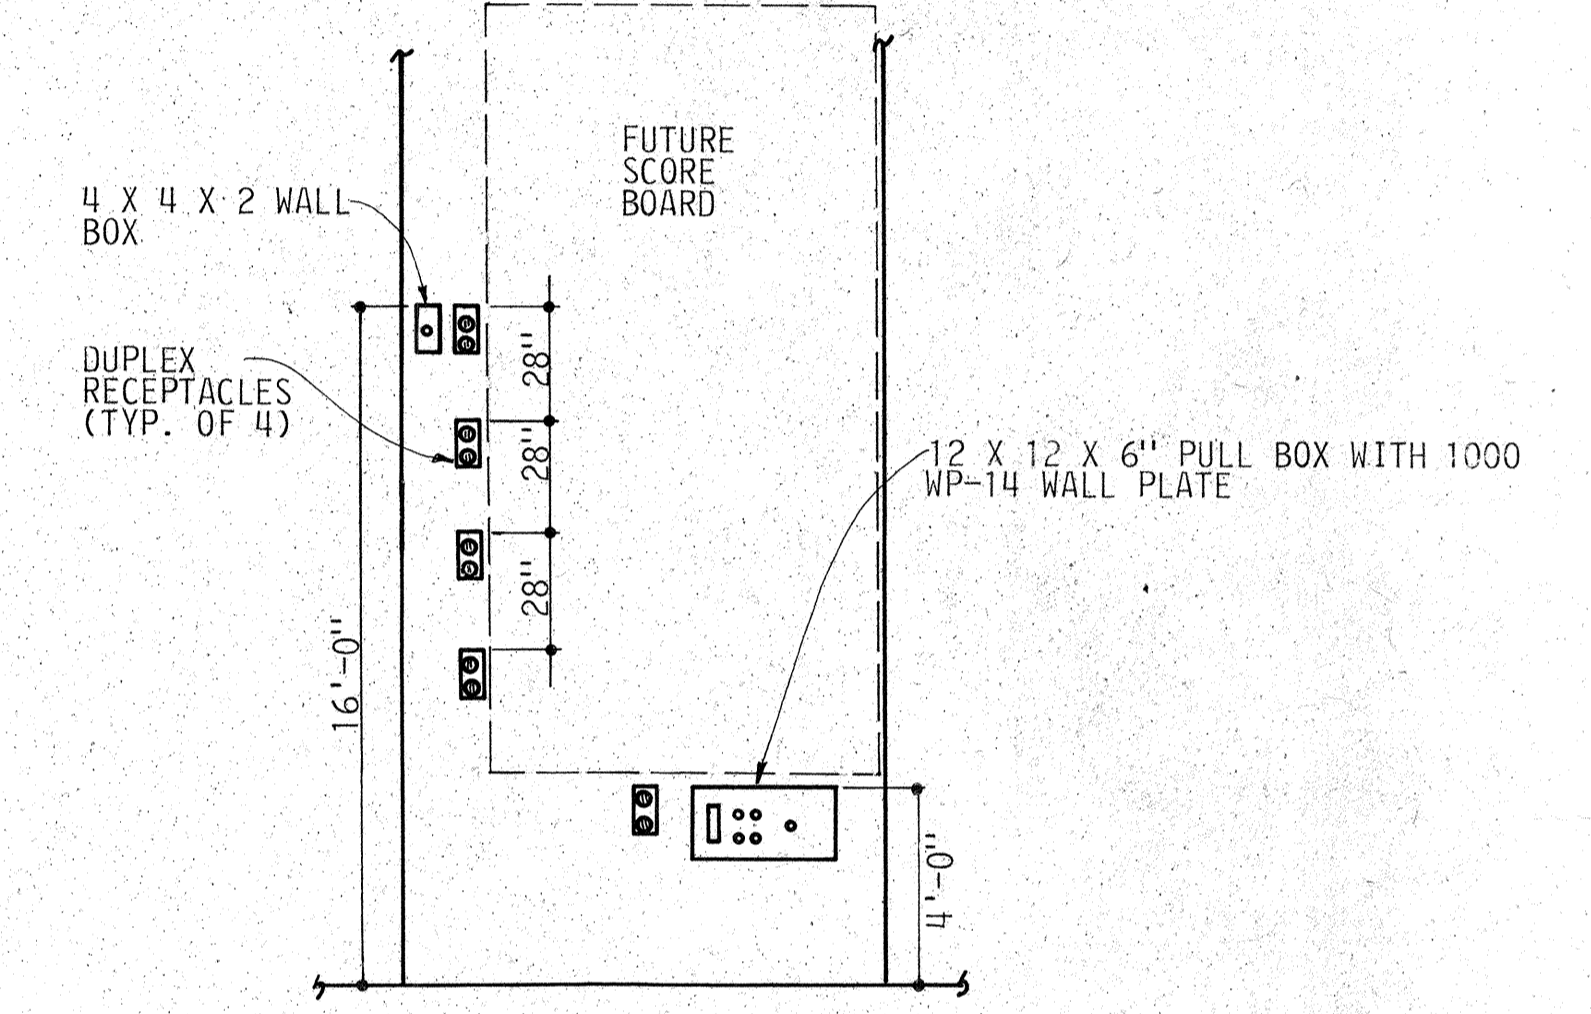 FUTURE
SCORE
BOARD
4 X 4 X 2 WALL
BOX
DUPLEX
RECEPTACLES
(TYP. OF 4)
28"
28"
28"
12 X 12 X 6" PULL BOX WITH 1000
WP-14 WALL PLATE
16'-0"
4'-0"